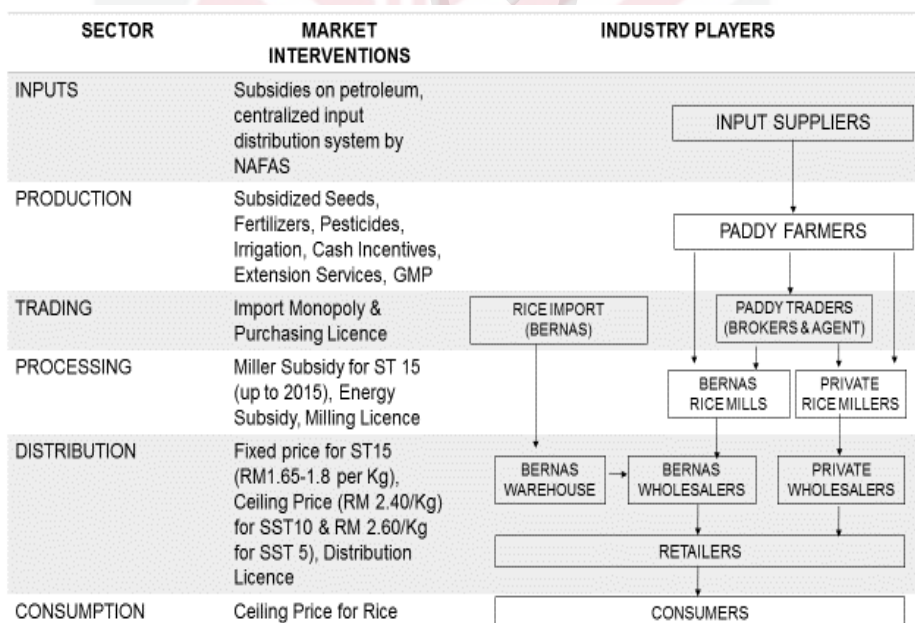 SECTOR
MARKET
INTERVENTIONS
INDUSTRY PLAYERS
INPUTS
Subsidies on petroleum,
centralized input
distribution system by
NAFAS
INPUT SUPPLIERS
PRODUCTION
Subsidized Seeds,
Fertilizers, Pesticides,
Irrigation, Cash Incentives,
Extension Services, GMP
PADDY FARMERS
TRADING
Import Monopoly &
Purchasing Licence
RICE IMPORT
(BERNAS)
PADDY TRADERS
(BROKERS & AGENT)
PROCESSING
Miller Subsidy for ST 15
(up to 2015), Energy
Subsidy, Milling Licence
BERNAS
RICE MILLS
PRIVATE
RICE MILLERS
DISTRIBUTION
Fixed price for ST15
(RM1.65-1.8 per Kg),
Ceiling Price (RM 2.40/Kg)
for SST10 & RM 2.60/Kg
for SST 5), Distribution
Licence
BERNAS
WAREHOUSE
BERNAS
WHOLESALERS
PRIVATE
WHOLESALERS
RETAILERS
CONSUMPTION
Ceiling Price for Rice
CONSUMERS